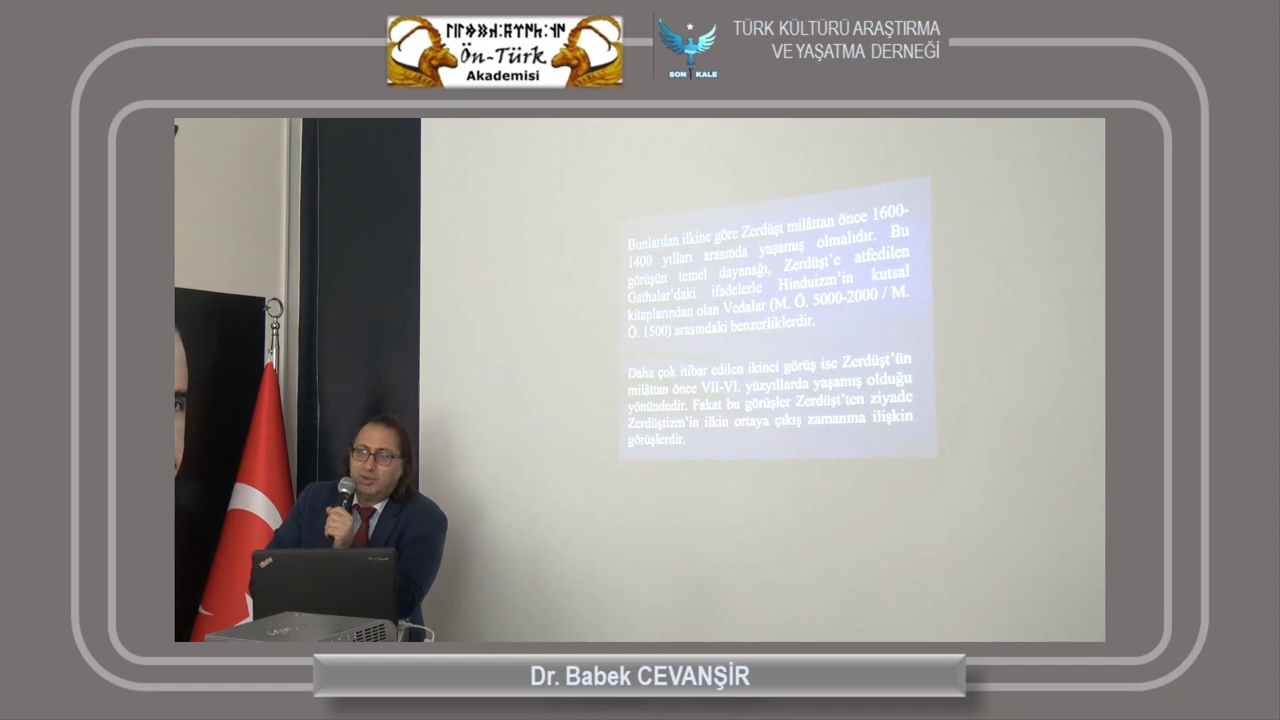 Ön-Türk
Akademisi
SON KALE
TÜRK KÜLTÜRÜ ARAŞTIRMA
VE YAŞATMA DERNEĞİ
Bunlardan ilkine göre Zerdüşt milâttan önce 1600-
1400 yılları arasında yaşamış olmalıdır. Bu
görüşün temel dayanağı, Zerdüşt'e atfedilen
Gathalar'daki ifadelerle Hinduizm'in kutsal
kitaplarından olan Vedalar (M. Ö. 5000-2000 / M.
Ö. 1500) arasındaki benzerliklerdir.
Daha çok itibar edilen ikinci görüş ise Zerdüşt'ün
milâttan önce VII-VI. yüzyıllarda yaşamış olduğu
yönündedir. Fakat bu görüşler Zerdüşt'ten ziyade
Zerdüştizm'in ilkin ortaya çıkış zamanına ilişkin
görüşlerdir.
Dr. Babek CEVANŞİR